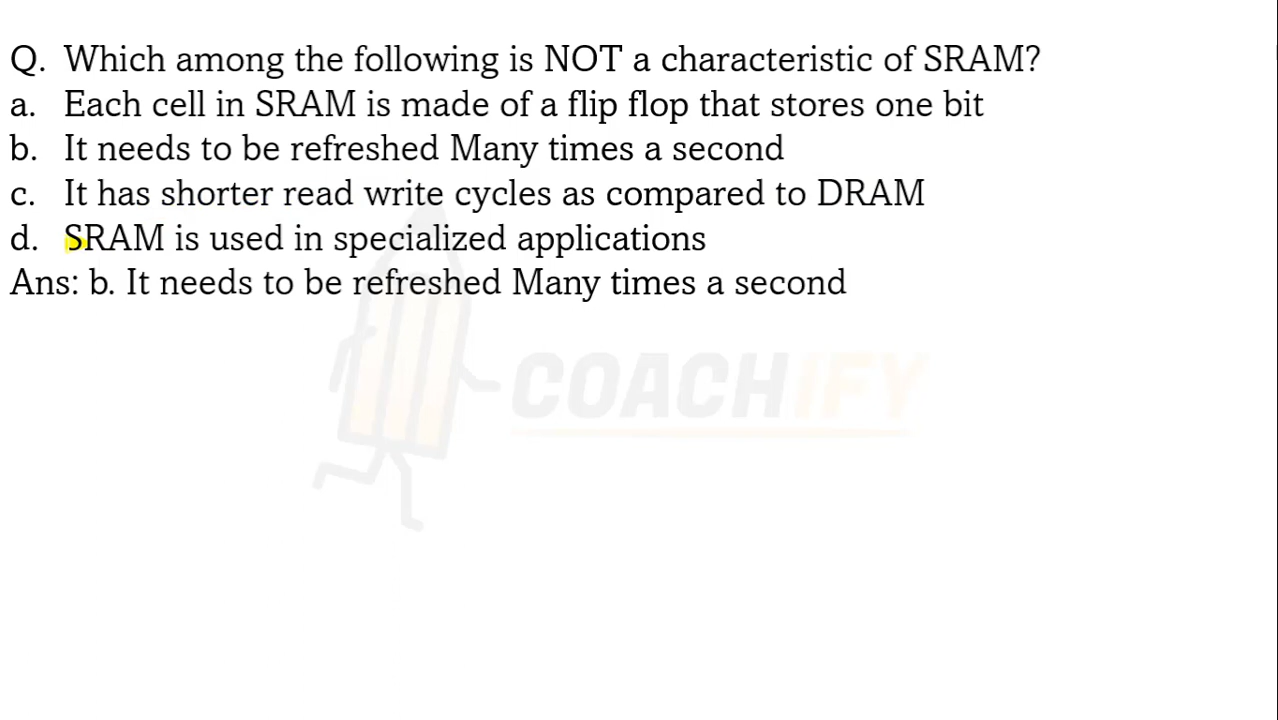 Q. Which among the following is NOT a characteristic of SRAM?
a. Each cell in SRAM is made of a flip flop that stores one bit
b. It needs to be refreshed Many times a second
c. It has shorter read write cycles as compared to DRAM
d. SRAM is used in specialized applications
Ans: b. It needs to be refreshed Many times a second
COACHIFY